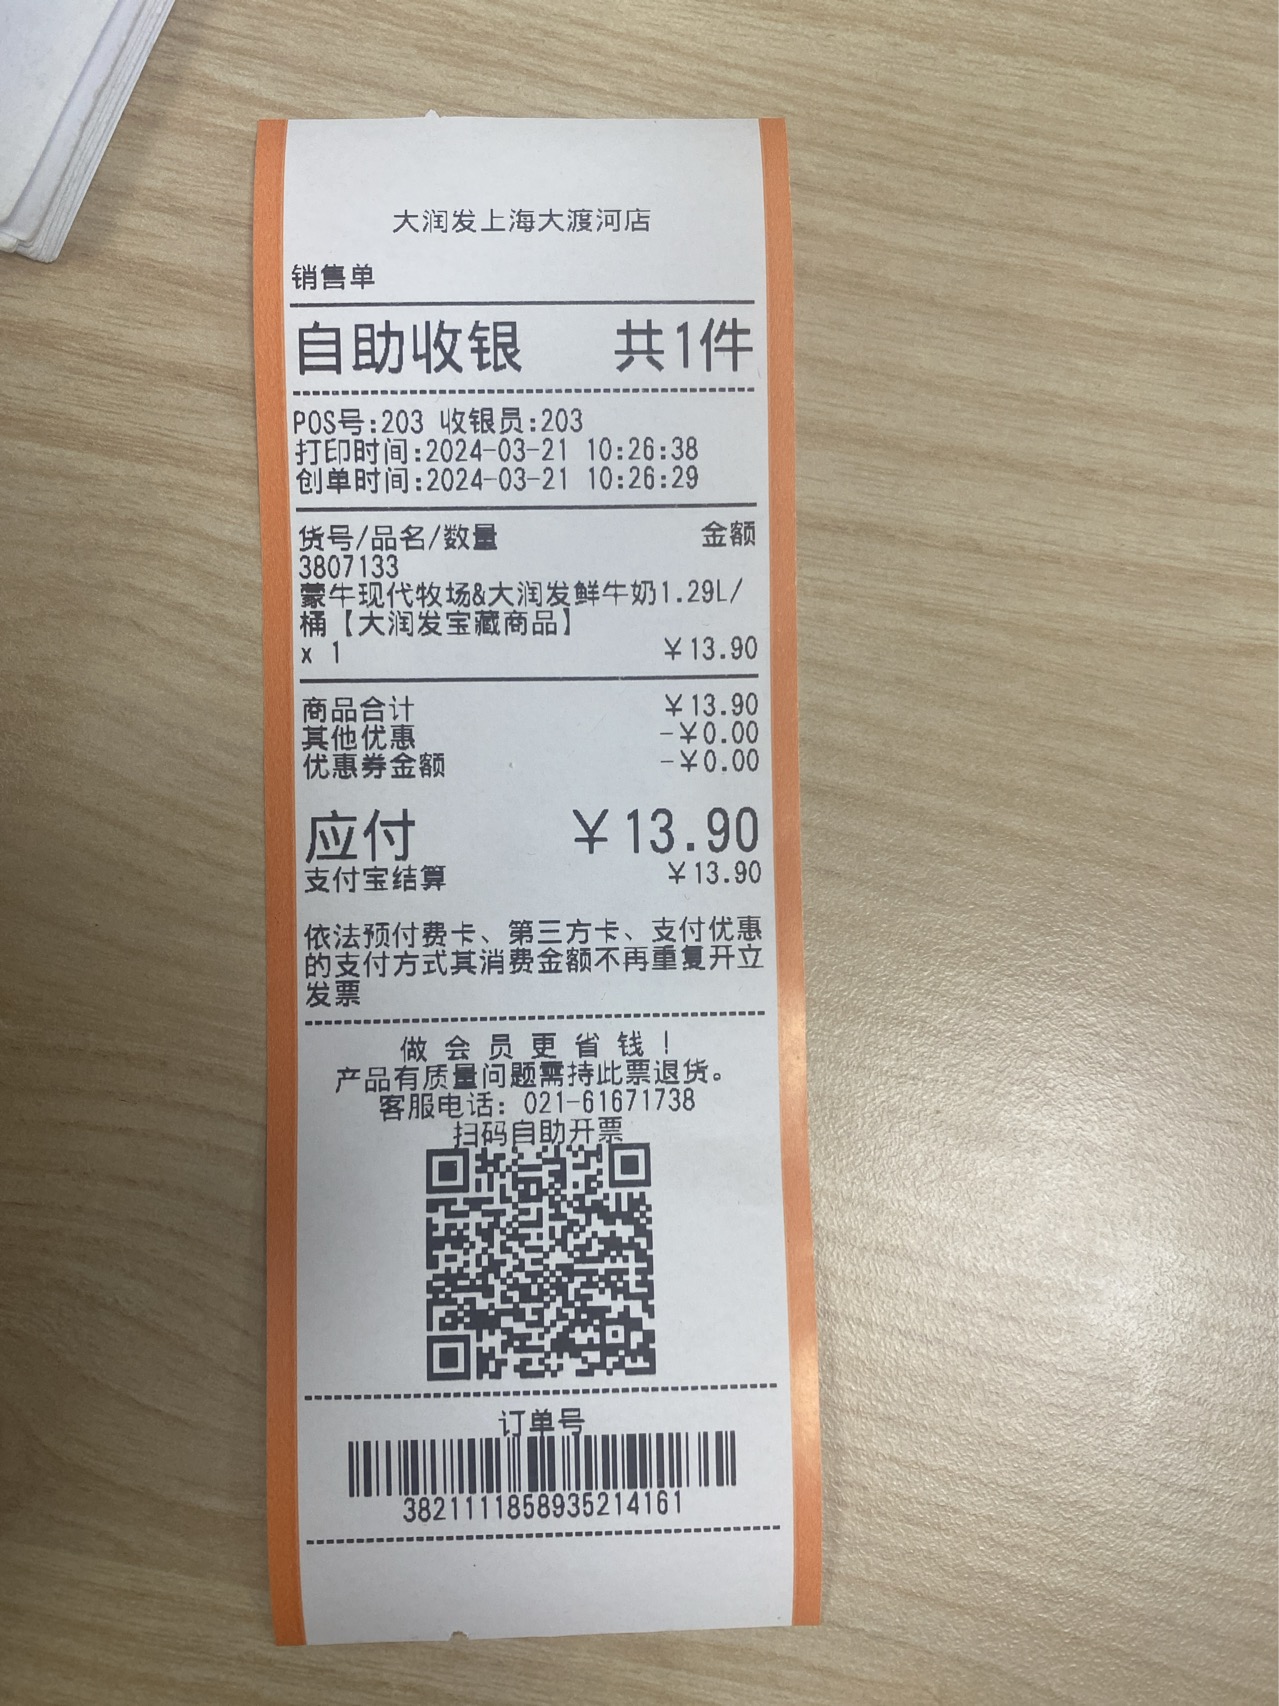 大润发上海大渡河店
销售单
自助收银 共1件
POS号:203 收银员:203
打印时间:2024-03-21 10:26:38
创单时间:2024-03-21 10:26:29
货号/品名/数量 金额
3807133
蒙牛现代牧场&大润发鲜牛奶1.29L/
桶【大润发宝藏商品】
x 1 ￥13.90
商品合计 ￥13.90
其他优惠 -￥0.00
优惠券金额 -￥0.00
应付 ￥13.90
支付宝结算 ￥13.90
依法预付费卡、第三方卡、支付优惠
的支付方式其消费金额不再重复开立
发票
做会员更省钱!
产品有质量问题需持此票退货。
客服电话: 021-61671738
扫码自助开票
订单号
3821111858935214161